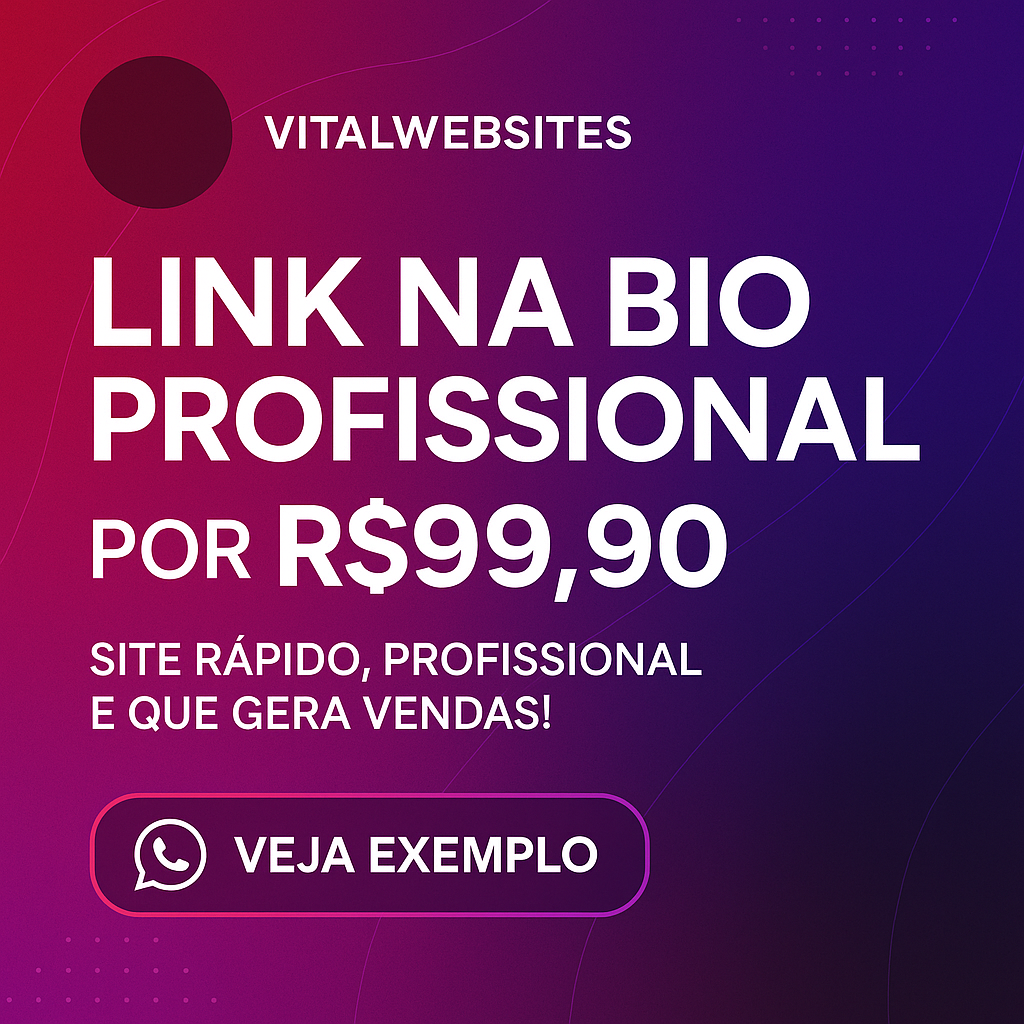 VITALWEBSITES
LINK NA BIO
PROFISSIONAL
POR R$99,90
SITE RÁPIDO, PROFISSIONAL
E QUE GERA VENDAS!
VEJA EXEMPLO